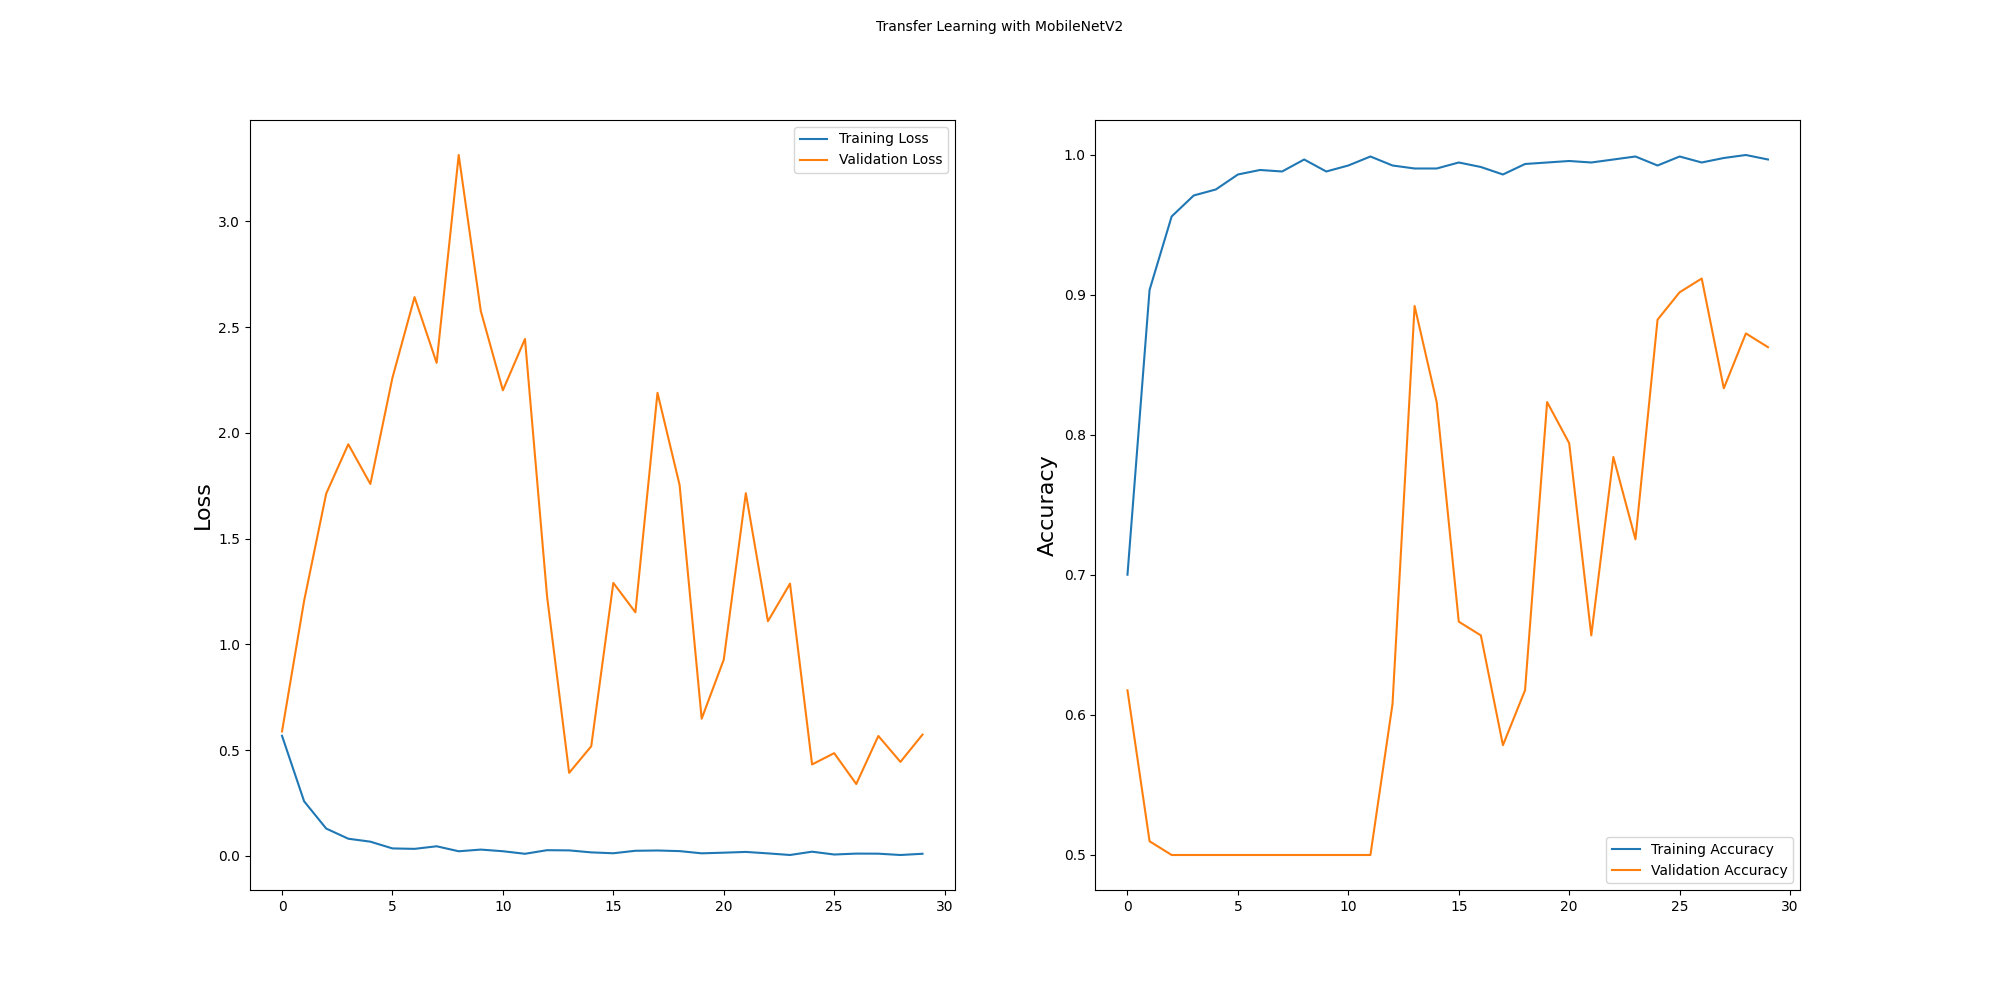 Transfer Learning with MobileNetV2
Training Loss
Validation Loss
Loss
3.0
2.5
2.0
1.5
1.0
0.5
0.0
0 5 10 15 20 25 30
Accuracy
1.0
0.9
0.8
0.7
0.6
0.5
Training Accuracy
Validation Accuracy
0 5 10 15 20 25 30